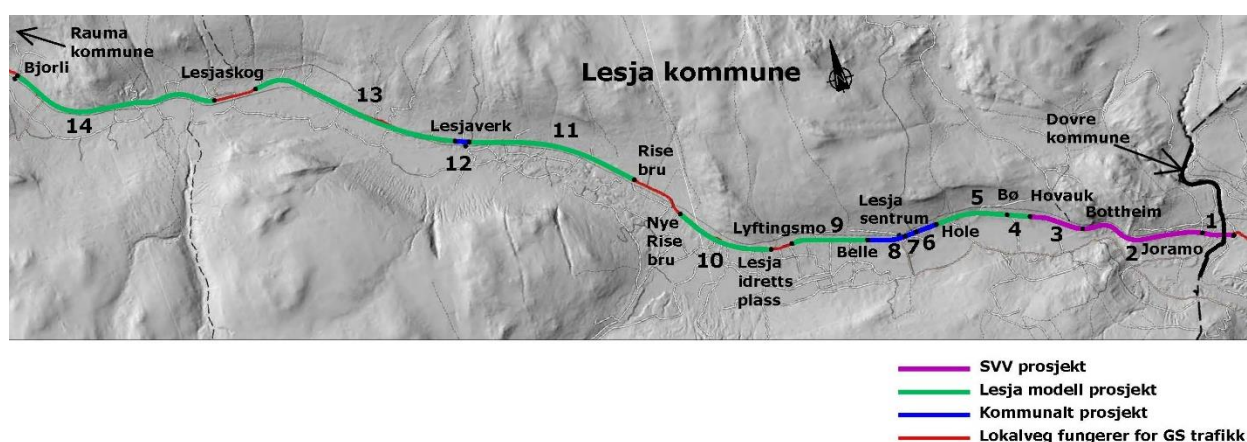 Rauma
kommune
Bjorli
14
Lesjaskog
13
Lesjaverk
12
11
Rise
bru
Nye
Rise
bru
10
Lesja kommune
Lyftingsmo
Lesja
idretts
plass
9
Belle
8
7
6
Lesja
sentrum
Hole
5
Bø
4
Hovauk
3
Bottheim
2
Joramo
1
Dovre
kommune
SVV prosjekt
Lesja modell prosjekt
Kommunalt prosjekt
Lokalveg fungerer for GS trafikk